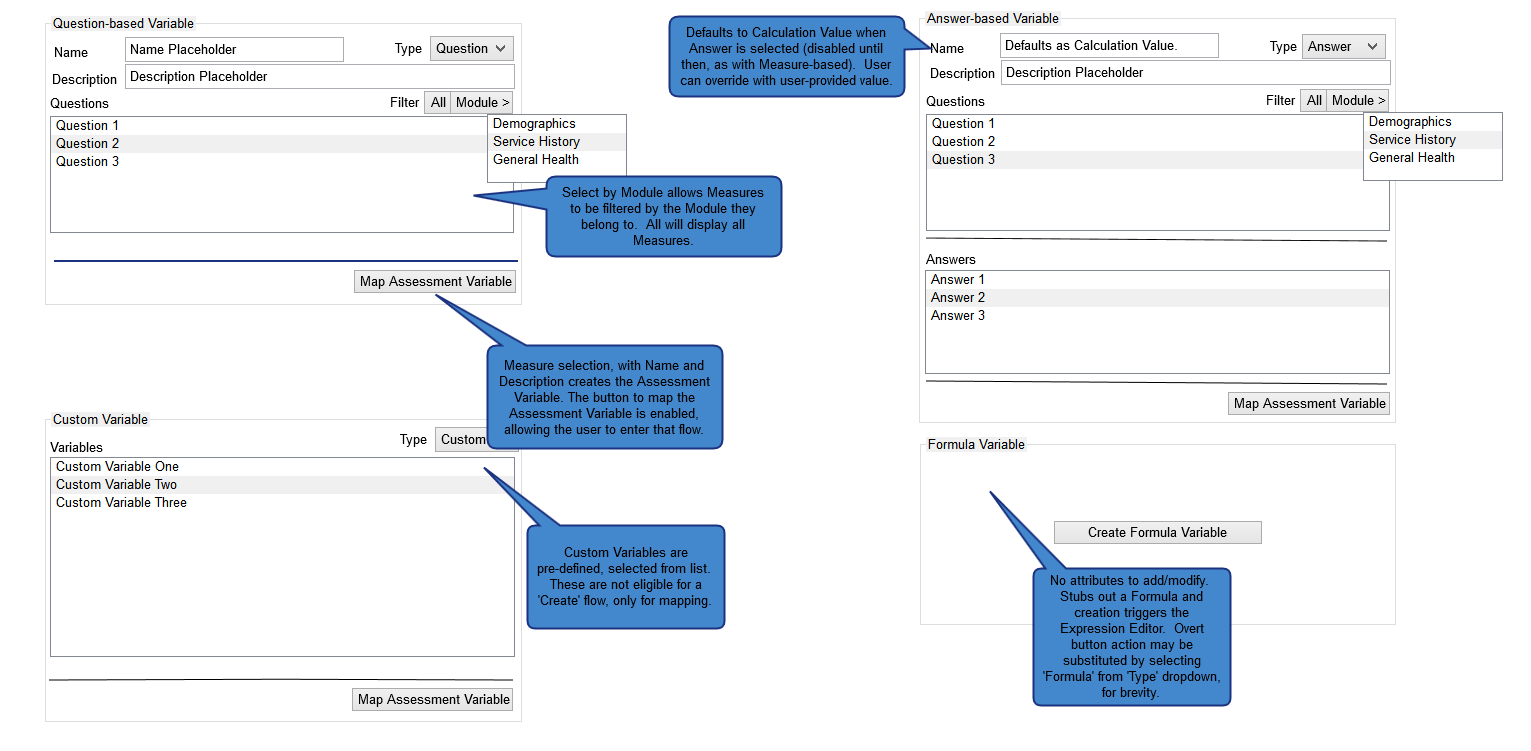 Question-based Variable
Name
Name Placeholder
Type
Question
Description
Description Placeholder
Questions
Filter
All
Module >
Question 1
Question 2
Question 3
Demographics
Service History
General Health
Select by Module allows Measures
to be filtered by the Module they
belong to.  All will display all
Measures.
Map Assessment Variable
Measure selection, with Name and
Description creates the Assessment
Variable. The button to map the
Assessment Variable is enabled,
allowing the user to enter that flow.
Custom Variable
Type
Custom
Variables
Custom Variable One
Custom Variable Two
Custom Variable Three
Custom Variables are
pre-defined, selected from list.
These are not eligible for a
'Create' flow, only for mapping.
Map Assessment Variable
Defaults to Calculation Value when
Answer is selected (disabled until
then, as with Measure-based).  User
can override with user-provided value.
Answer-based Variable
Name
Defaults as Calculation Value.
Type
Answer
Description
Description Placeholder
Questions
Filter
All
Module >
Question 1
Question 2
Question 3
Demographics
Service History
General Health
Answers
Answer 1
Answer 2
Answer 3
Map Assessment Variable
Formula Variable
Create Formula Variable
No attributes to add/modify.
Stubs out a Formula and
creation triggers the
Expression Editor.  Overt
button action may be
substituted by selecting
'Formula' from 'Type' dropdown,
for brevity.